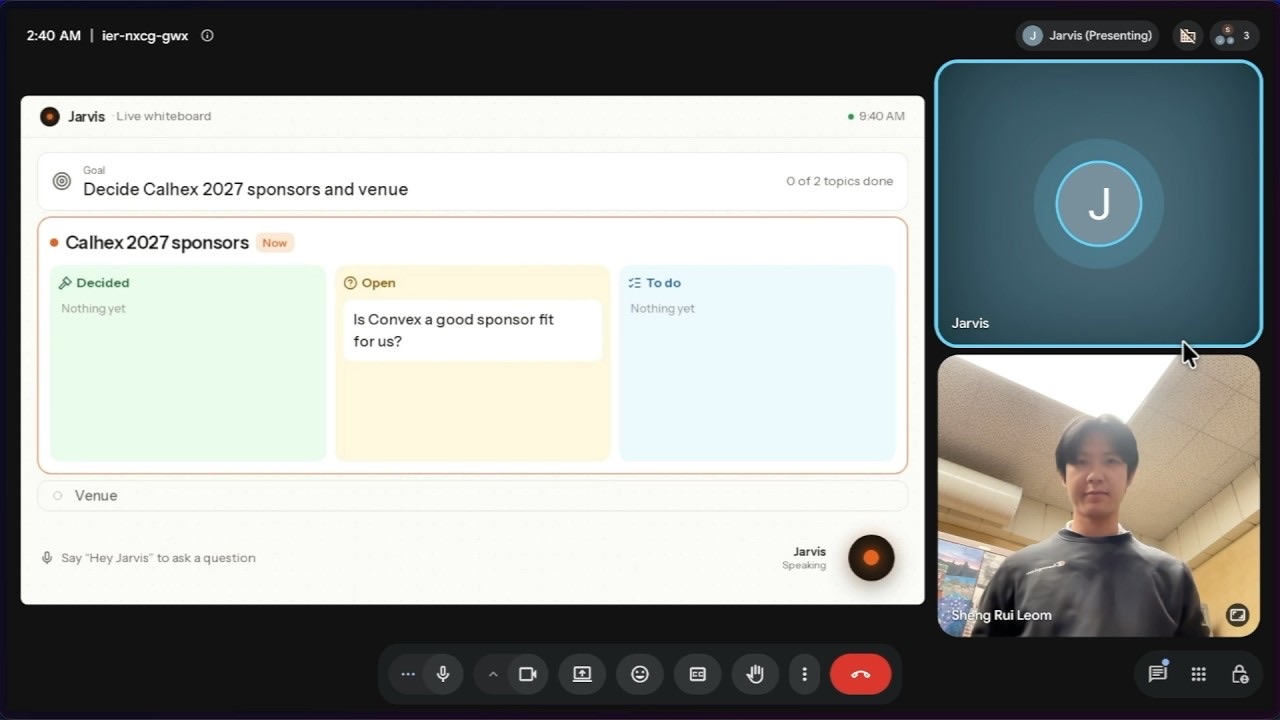 2:40 AM | ier-nxcg-gwx
J Jarvis (Presenting)
S
3
Jarvis · Live whiteboard
9:40 AM
Goal
Decide Calhex 2027 sponsors and venue
0 of 2 topics done
Calhex 2027 sponsors Now
Decided
Nothing yet
Open
Is Convex a good sponsor fit
for us?
To do
Nothing yet
Venue
Say "Hey Jarvis" to ask a question
Jarvis
Speaking
J
Jarvis
Sheng Rui Leom